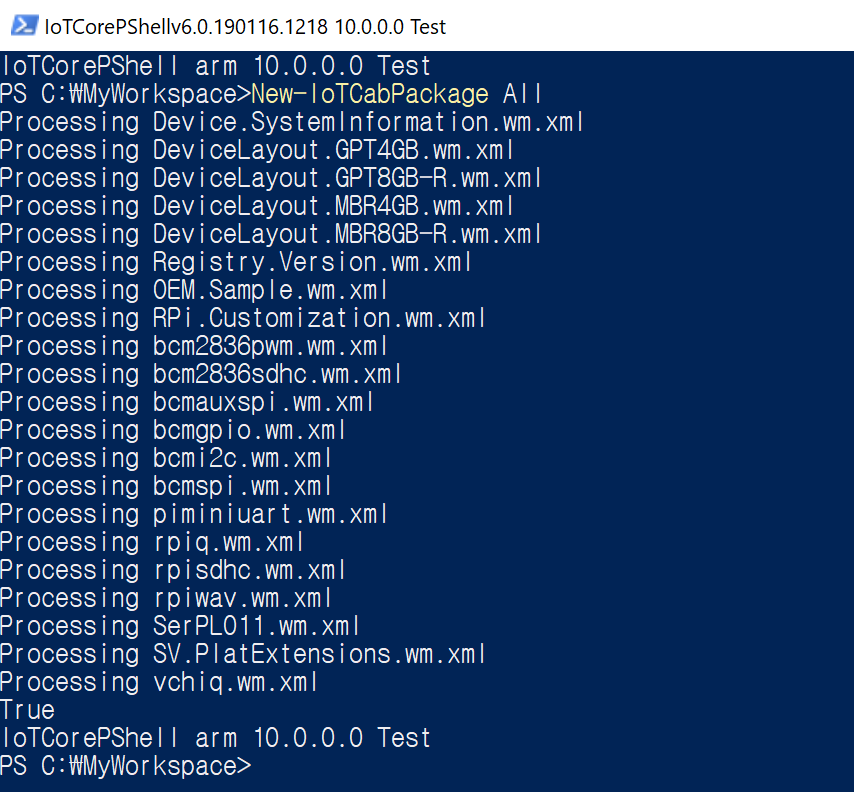 IoTCorePShellv6.0.190116.1218 10.0.0.0 Test
IoTCorePShell arm 10.0.0.0 Test
PS C:₩MyWorkspace>New-IoTCabPackage All
Processing Device.SystemInformation.wm.xml
Processing DeviceLayout.GPT4GB.wm.xml
Processing DeviceLayout.GPT8GB-R.wm.xml
Processing DeviceLayout.MBR4GB.wm.xml
Processing DeviceLayout.MBR8GB-R.wm.xml
Processing Registry.Version.wm.xml
Processing OEM.Sample.wm.xml
Processing RPi.Customization.wm.xml
Processing bcm2836pwm.wm.xml
Processing bcm2836sdhc.wm.xml
Processing bcmauxspi.wm.xml
Processing bcmgpio.wm.xml
Processing bcmi2c.wm.xml
Processing bcmspi.wm.xml
Processing piminiuart.wm.xml
Processing rpiq.wm.xml
Processing rpisdhc.wm.xml
Processing rpiwav.wm.xml
Processing SerPL011.wm.xml
Processing SV.PlatExtensions.wm.xml
Processing vchiq.wm.xml
True
IoTCorePShell arm 10.0.0.0 Test
PS C:₩MyWorkspace>